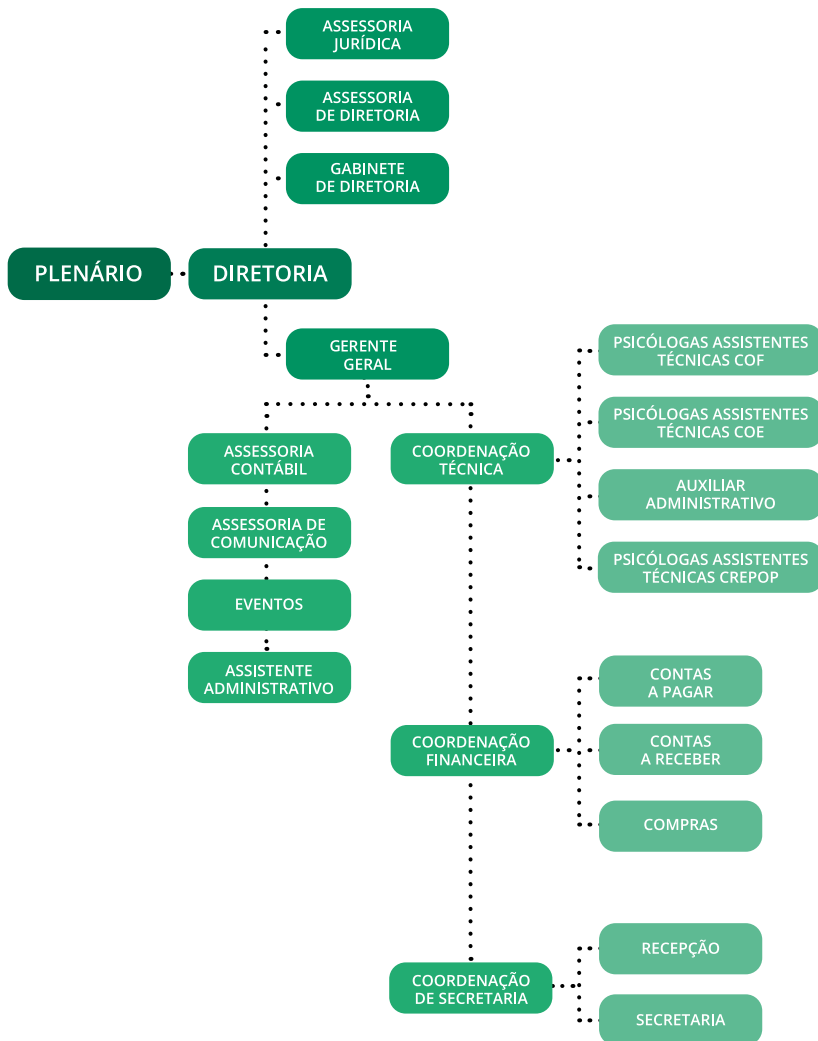 ASSESSORIA
JURÍDICA
ASSESSORIA
DE DIRETORIA
GABINETE
DE DIRETORIA
PLENÁRIO
DIRETORIA
GERENTE
GERAL
ASSESSORIA
CONTÁBIL
ASSESSORIA DE
COMUNICAÇÃO
EVENTOS
ASSISTENTE
ADMINISTRATIVO
COORDENAÇÃO
TÉCNICA
PSICÓLOGAS ASSISTENTES
TÉCNICAS COF
PSICÓLOGAS ASSISTENTES
TÉCNICAS COE
AUXILIAR
ADMINISTRATIVO
PSICÓLOGAS ASSISTENTES
TÉCNICAS CREPOP
COORDENAÇÃO
FINANCEIRA
CONTAS
A PAGAR
CONTAS
A RECEBER
COMPRAS
COORDENAÇÃO
DE SECRETARIA
RECEPÇÃO
SECRETARIA